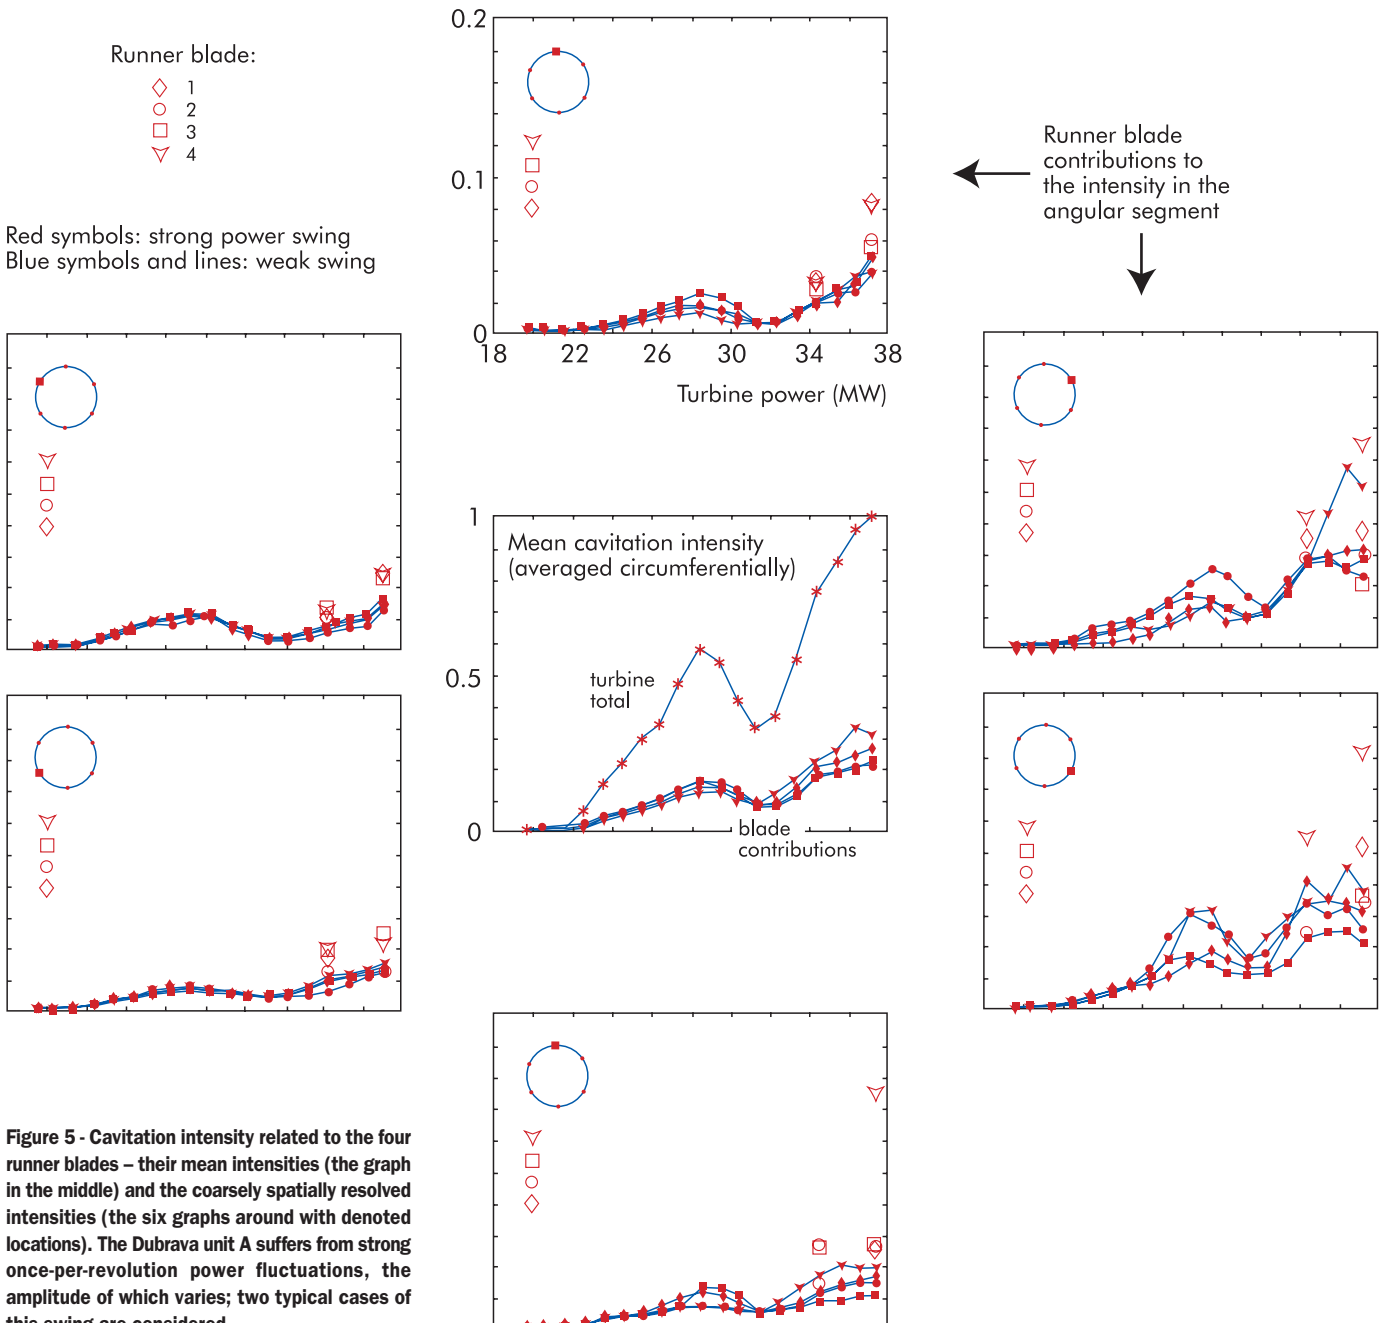 Runner blade:
1
2
3
4
Red symbols: strong power swing
Blue symbols and lines: weak swing
0.2
0.1
0
18 22 26 30 34 38
Turbine power (MW)
Runner blade
contributions to
the intensity in the
angular segment
1
0.5
0
Mean cavitation intensity
(averaged circumferentially)
turbine
total
blade
contributions
Figure 5 - Cavitation intensity related to the four
runner blades – their mean intensities (the graph
in the middle) and the coarsely spatially resolved
intensities (the six graphs around with denoted
locations). The Dubrava unit A suffers from strong
once-per-revolution power fluctuations, the
amplitude of which varies; two typical cases of
this swing are considered